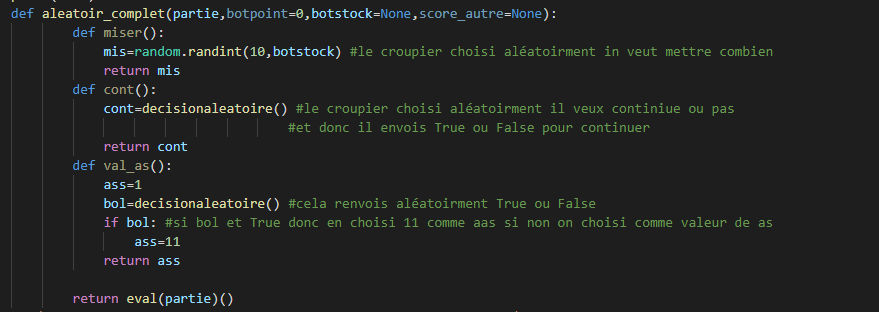 def aleatoir_complet(partie,botpoint=0,botstock=None,score_autre=None):
def miser():
mis=random.randint(10,botstock) #le croupier choisi aléatoirment in veut mettre combien
return mis
def cont():
cont=decisionaleatoire() #le croupier choisi aléatoirment il veux continiue ou pas
#et donc il envois True ou False pour continuer
return cont
def val_as():
ass=1
bol=decisionaleatoire() #cela renvois aléatoirment True ou False
if bol: #si bol et True donc en choisi 11 comme aas si non on choisi comme valeur de as
ass=11
return ass
return eval(partie)()